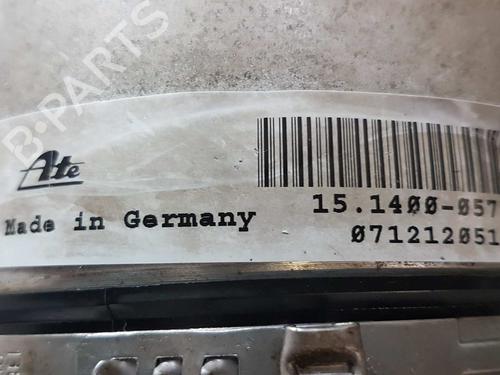 B-PARTS
Ate
Made in Germany
15.1400-057
071212051